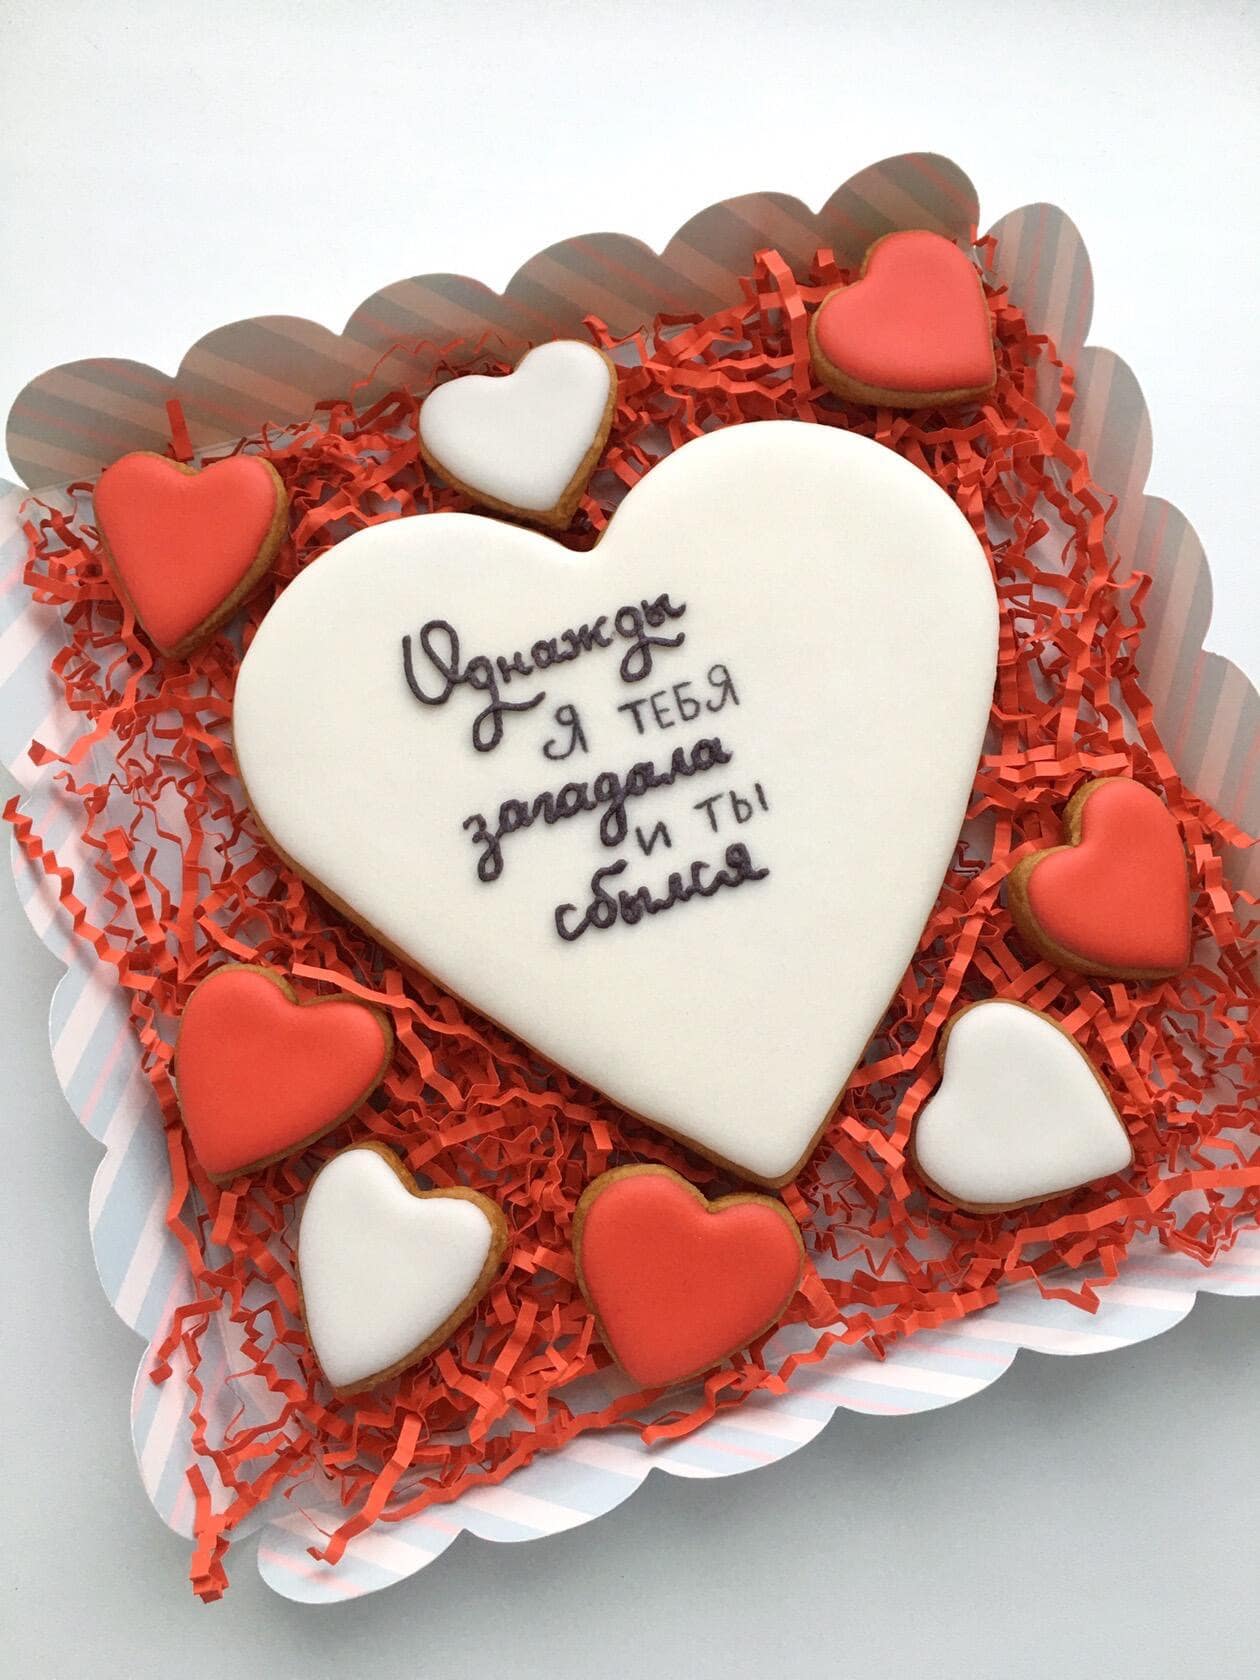 Однажды
я ТЕБЯ
загадала
и ты
сбылся